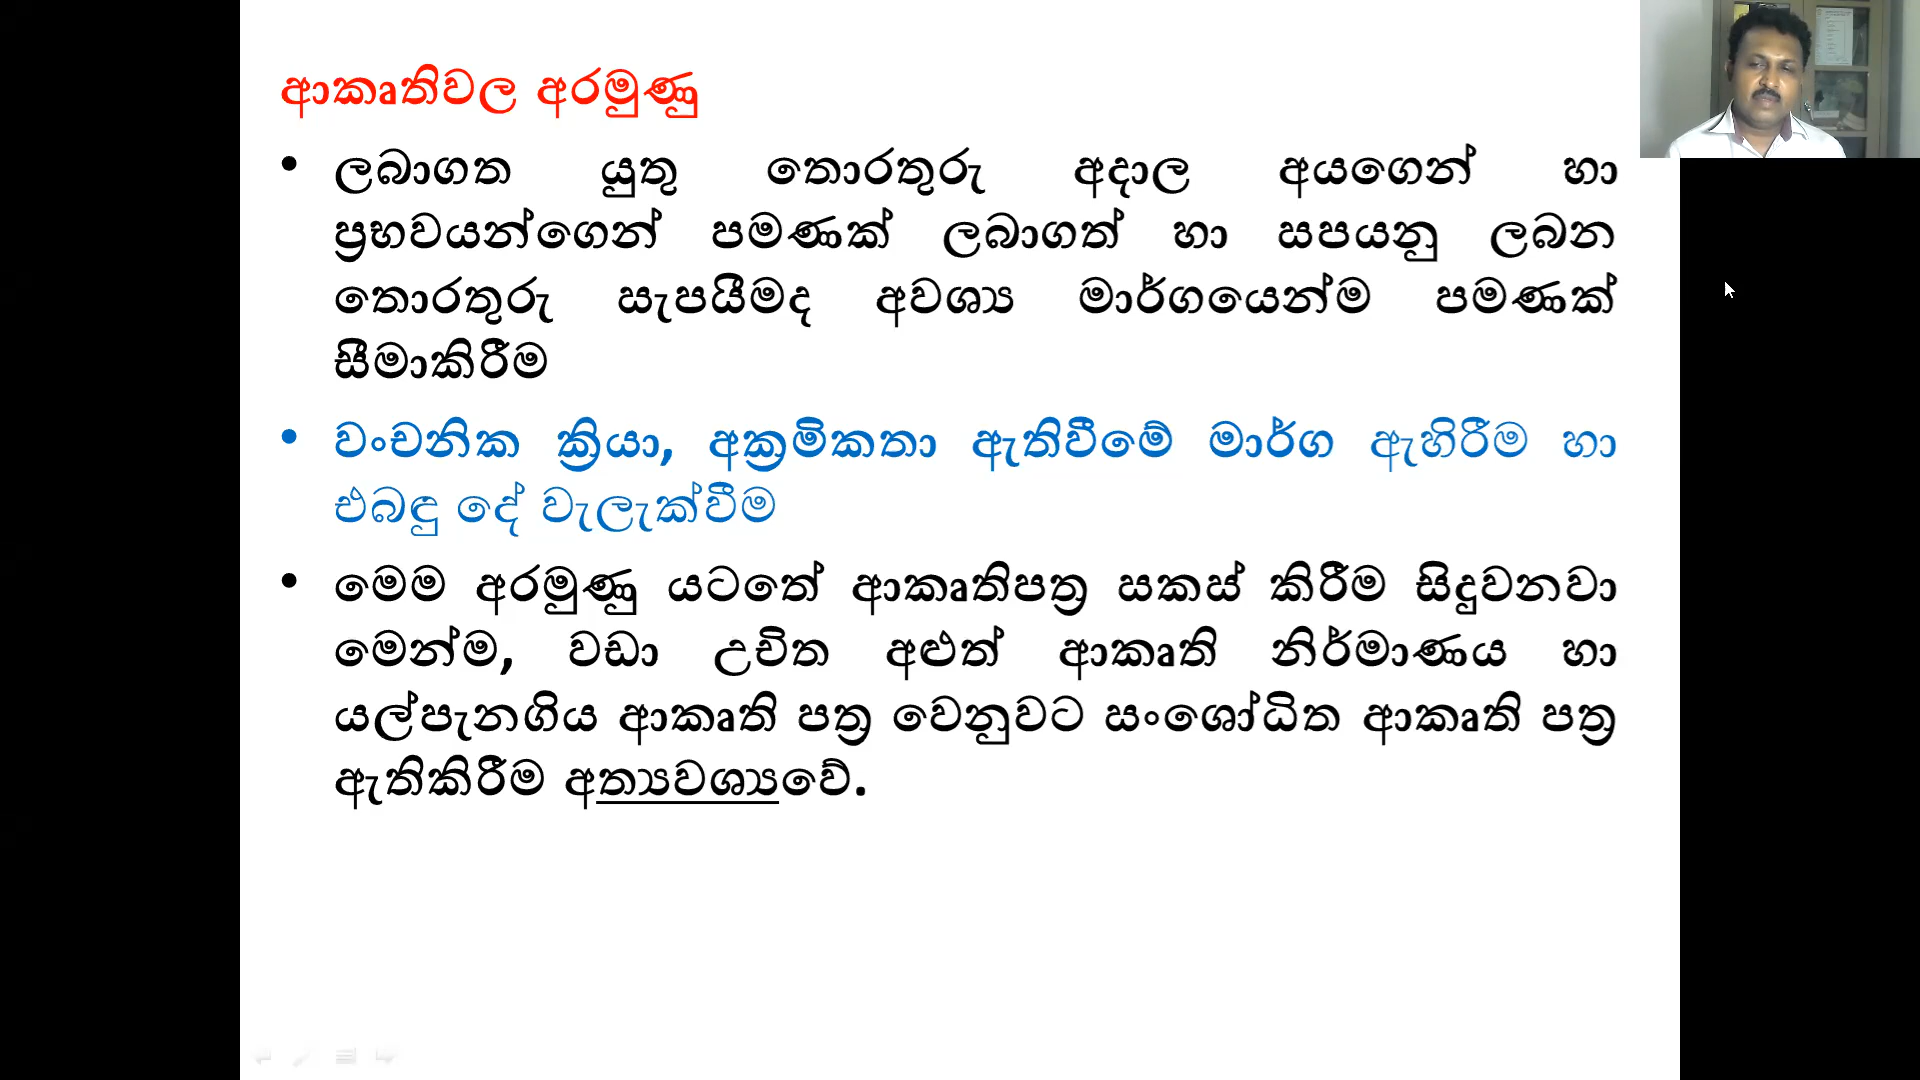 ආකෘතිවල අරමුණු
• ලබාගත යුතු තොරතුරු අදාල අයගෙන් හා
ප්‍රභවයන්ගෙන් පමණක් ලබාගත් හා සපයනු ලබන
තොරතුරු සැපයීමද අවශ්‍ය මාර්ගයෙන්ම පමණක්
සීමාකිරීම
• වංචනික ක්‍රියා, අක්‍රමිකතා ඇතිවීමේ මාර්ග ඇහිරීම හා
එබඳු දේ වැලැක්වීම
• මෙම අරමුණු යටතේ ආකෘතිපත්‍ර සකස් කිරීම සිදුවනවා
මෙන්ම, වඩා උචිත අළුත් ආකෘති නිර්මාණය හා
යල්පැනගිය ආකෘති පත්‍ර වෙනුවට සංශෝධිත ආකෘති පත්‍ර
ඇතිකිරීම අත්‍යවශ්‍යවේ.